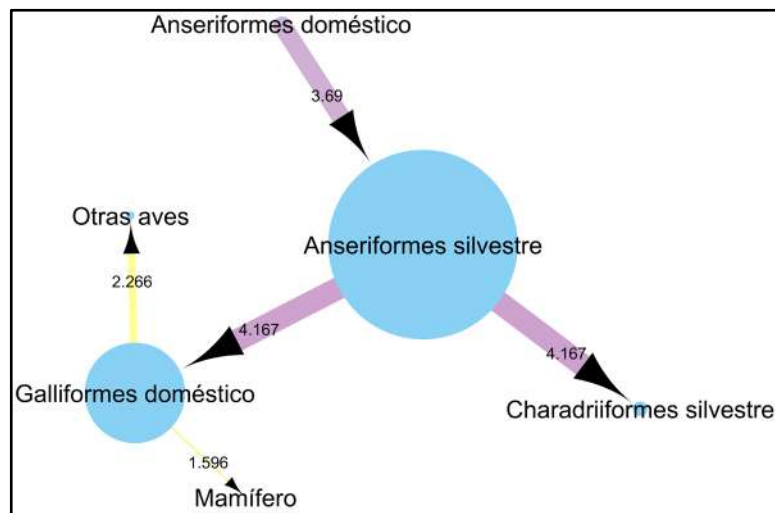 Anseriformes doméstico
3.69
Otras aves
Anseriformes silvestre
2.266
4.167
4.167
Galliformes doméstico
Charadriiformes silvestre
1.596
Mamífero